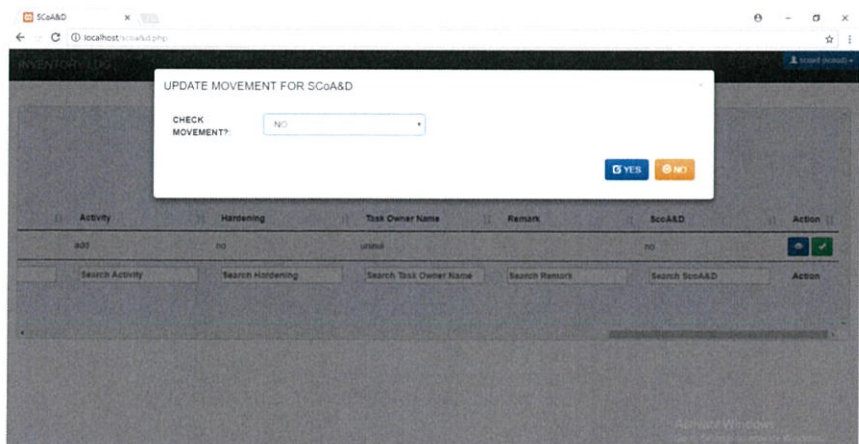 SCoA&D
localhost/scoa&d.php
INVENTORY LOG
UPDATE MOVEMENT FOR SCoA&D
CHECK
MOVEMENT?:
NO
YES
NO
Activity Hardening Task Owner Name Remark ScoA&D Action
add no no
Search Activity Search Hardening Search Task Owner Name Search Remark Search ScoA&D Action
Activate Windows